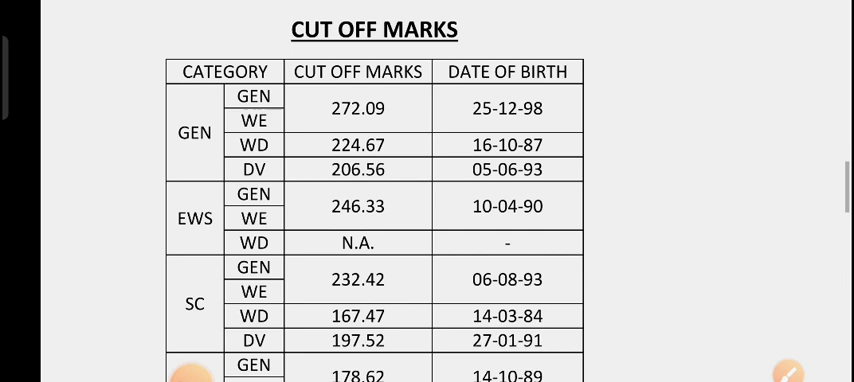 CUT OFF MARKS
CATEGORY CUT OFF MARKS DATE OF BIRTH
GEN GEN 272.09 25-12-98
WE
WD 224.67 16-10-87
DV 206.56 05-06-93
EWS GEN 246.33 10-04-90
WE
WD N.A. -
SC GEN 232.42 06-08-93
WE
WD 167.47 14-03-84
DV 197.52 27-01-91
GEN 178.62 14-10-89